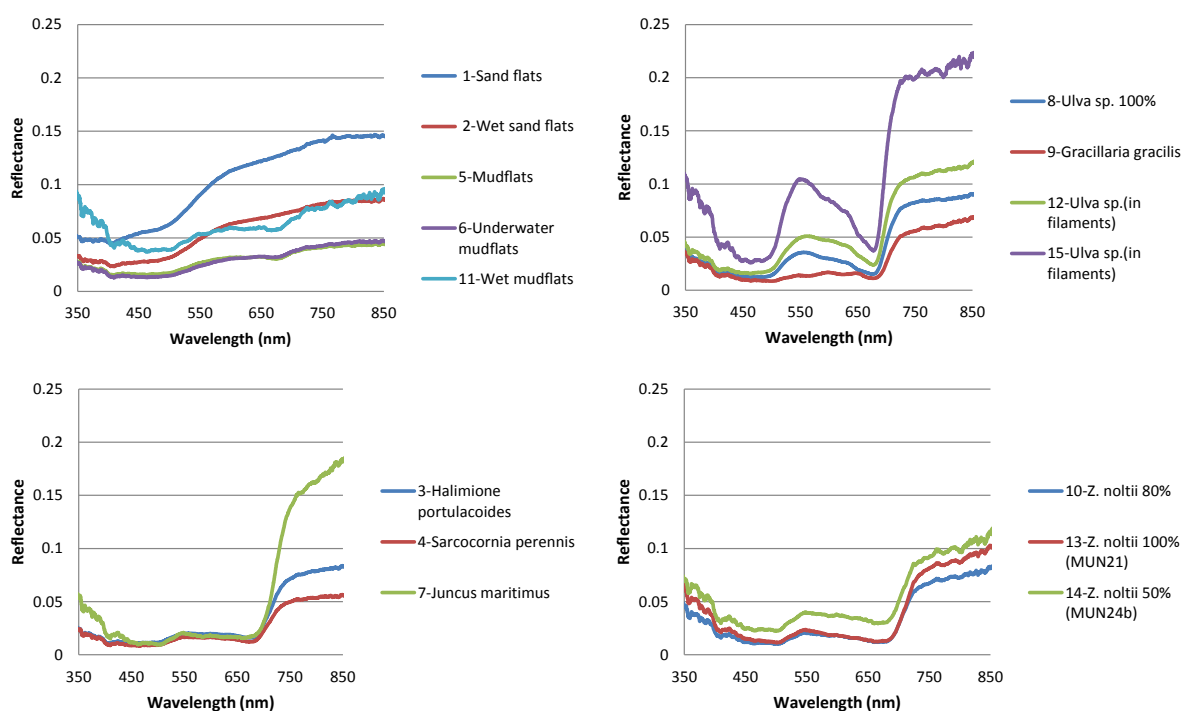 0.25
0.2
0.15
0.1
0.05
0
Reflectance
350 450 550 650 750 850
Wavelength (nm)
1-Sand flats
2-Wet sand flats
5-Mudflats
6-Underwater
mudflats
11-Wet mudflats
0.25
0.2
0.15
0.1
0.05
0
Reflectance
350 450 550 650 750 850
Wavelength (nm)
8-Ulva sp. 100%
9-Gracillaria gracilis
12-Ulva sp.(in
filaments)
15-Ulva sp.(in
filaments)
0.25
0.2
0.15
0.1
0.05
0
Reflectance
350 450 550 650 750 850
Wavelength (nm)
3-Halimione
portulacoides
4-Sarcocornia perennis
7-Juncus maritimus
0.25
0.2
0.15
0.1
0.05
0
Reflectance
350 450 550 650 750 850
Wavelength (nm)
10-Z. noltii 80%
13-Z. noltii 100%
(MUN21)
14-Z. noltii 50%
(MUN24b)